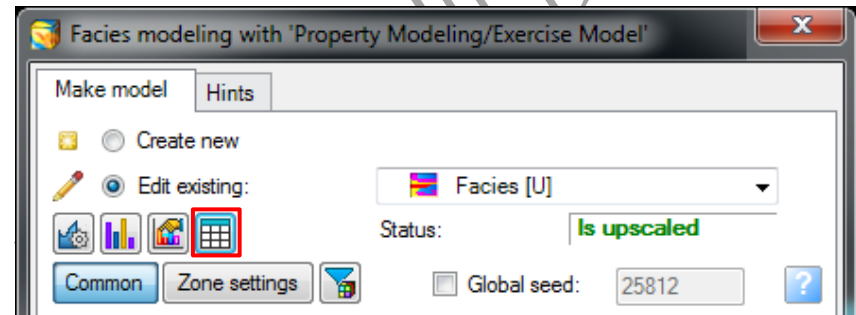 Facies modeling with 'Property Modeling/Exercise Model'
X
Make model Hints
Create new
Edit existing: Facies [U]
Status: Is upscaled
Common Zone settings Global seed: 25812 ?